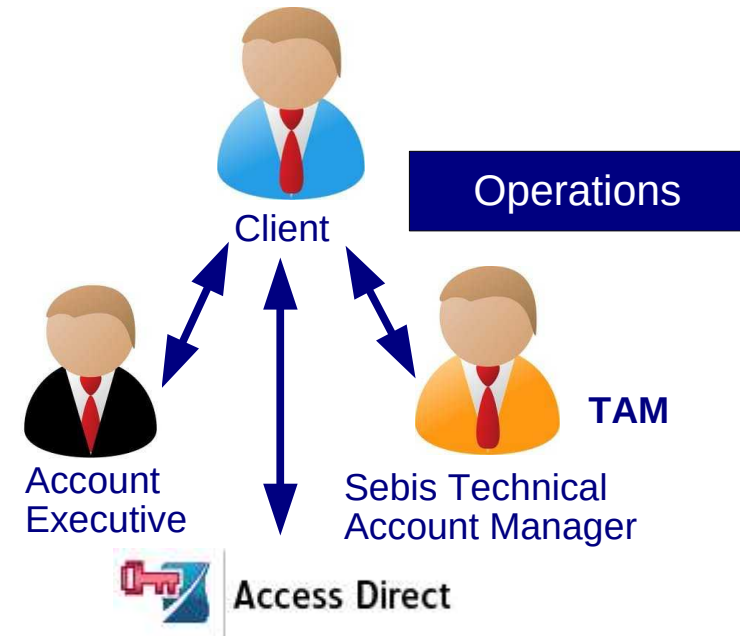 Client
Operations
TAM
Account
Executive
Sebis Technical
Account Manager
Access Direct